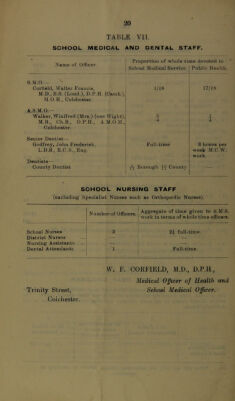 20
TABLE VII.
SCHOOL MEDICAL AND DENTAL STAFF.
Name of Officer
Proportion of whole time devoted to
School Medical Service
Public Health.
S.M.O.—
Corfield, Walter Francis,
M.D., B.S. (Lond.), D.P.H. (Camb.),
M.O.H., Colchester
1/18
17/18
A.S.M.O.—
Walker, Winifred (Mrs.) (née Wight),
M.B., Ch.B., D.P.H., A.M.O.H.,
Colchester
Senior Dentist—
Godfrey, John Frederick,
L.D.S., R.C.S., Eng.
Full-time
3 hours per
week M.C.W.
work
Dentists—
County Dentist
Borough
County
SCHOOL NURSING STAFF
(excluding Specialist Nurses such as Orthopædic Nurses).
Number of Officers.
Aggregate of time given to S.M.S.
work in terms of whole time officers.
School Nurses
3
2¼ full-time.
District Nurses
Nursing Assistants
Dental Attendants
1
Full-time.
W. F. CORFIELD, M.D., D.P.H.,
Medical Officer of Health and
Trinity Street, School Medical Officer.
Colchester.